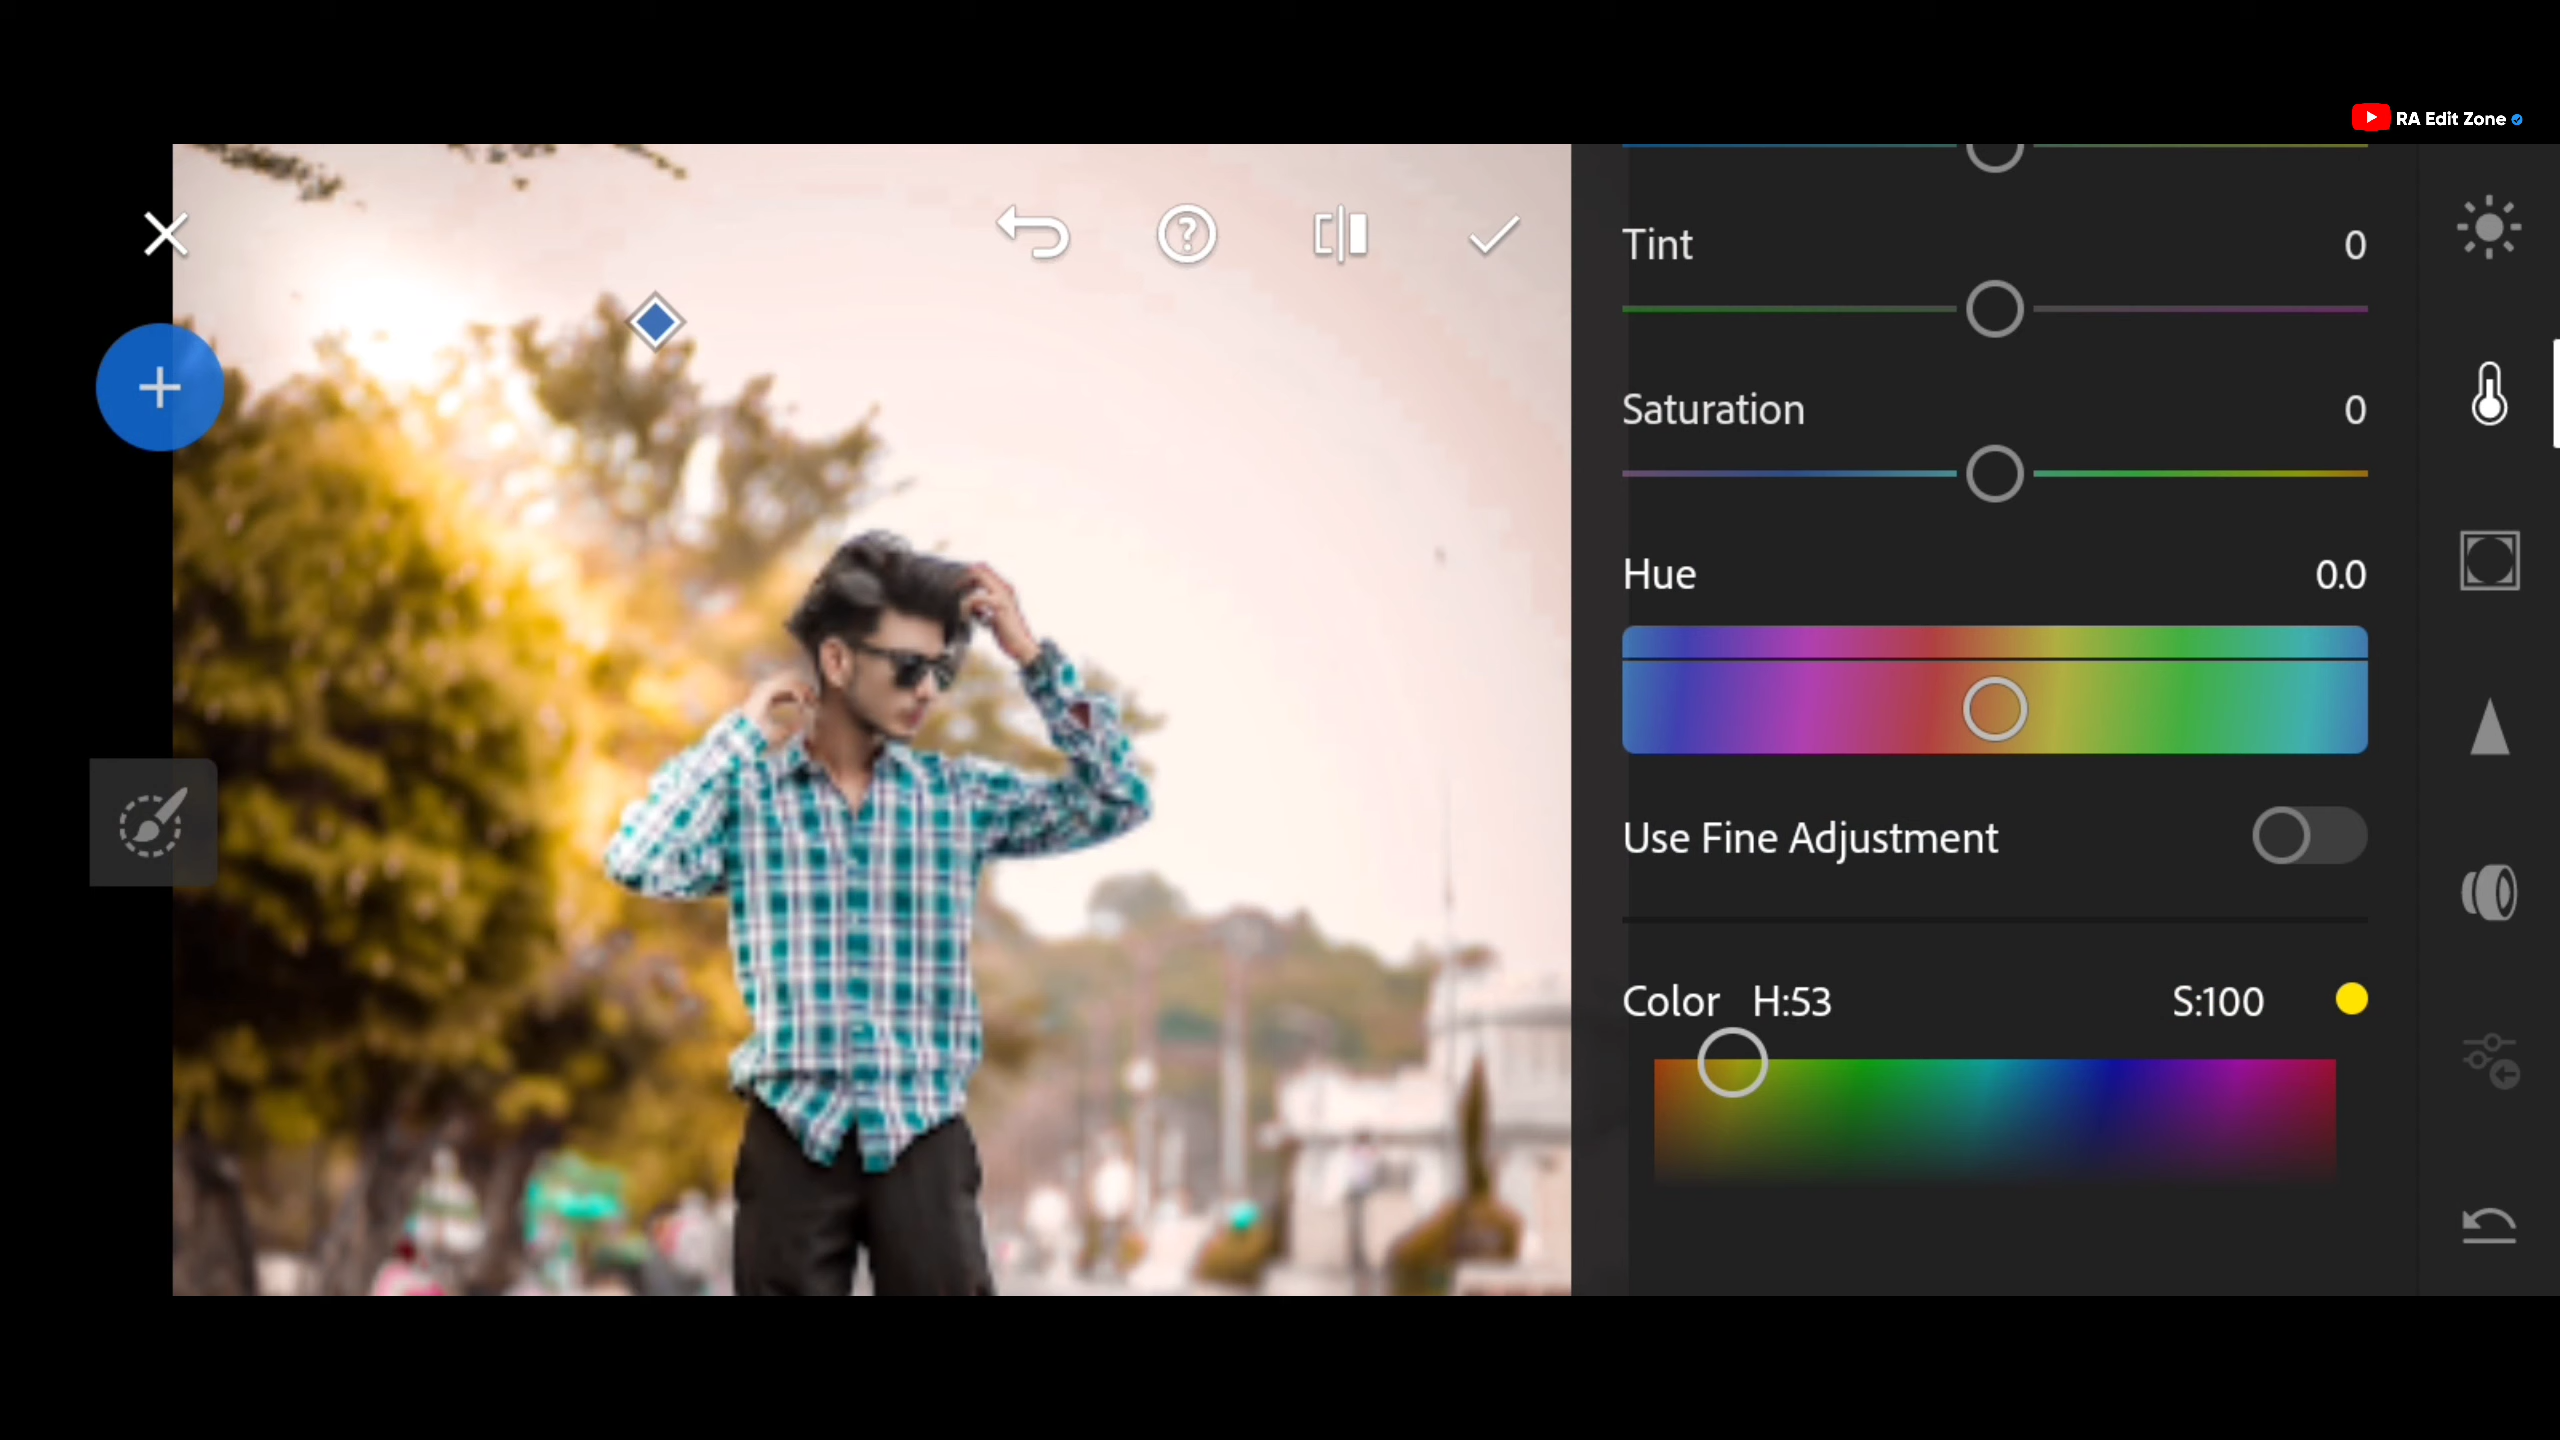 RA Edit Zone
Tint 0
Saturation 0
Hue 0.0
Use Fine Adjustment
Color H:53 S:100